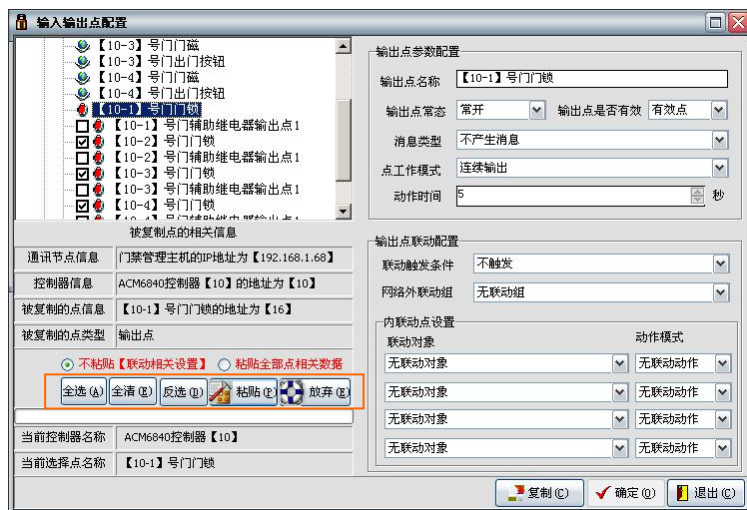 输入输出点配置
【10-3】号门门磁
【10-3】号门出门按钮
【10-4】号门门磁
【10-4】号门出门按钮
【10-1】号门门锁
【10-1】号门辅助继电器输出点1
【10-2】号门门锁
【10-2】号门辅助继电器输出点1
【10-3】号门门锁
【10-3】号门辅助继电器输出点1
【10-4】号门门锁
【10-4】号门辅助继电器输出点1
被复制点的相关信息
通讯节点信息 门禁管理主机的IP地址为【192.168.1.68】
控制器信息 ACM6840控制器【10】的地址为【10】
被复制的点信息 【10-1】号门门锁的地址为【16】
被复制的点类型 输出点
不粘贴【联动相关设置】 粘贴全部点相关数据
全选(A) 全清(E) 反选(D) 粘贴(P) 放弃(E)
当前控制器名称 ACM6840控制器【10】
当前选择点名称 【10-1】号门门锁
输出点参数配置
输出点名称 【10-1】号门门锁
输出点常态 常开 输出点是否有效 有效点
消息类型 不产生消息
点工作模式 连续输出
动作时间 5 秒
输出点联动配置
联动触发条件 不触发
网络外联动组 无联动组
内联动点设置
联动对象 动作模式
无联动对象 无联动动作
无联动对象 无联动动作
无联动对象 无联动动作
无联动对象 无联动动作
复制(C) 确定(O) 退出(C)